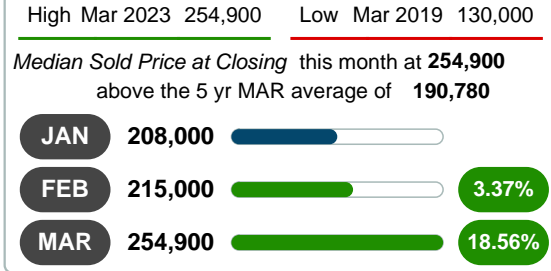 High Mar 2023 254,900 Low Mar 2019 130,000
Median Sold Price at Closing this month at 254,900
above the 5 yr MAR average of 190,780
JAN 208,000
FEB 215,000 3.37%
MAR 254,900 18.56%